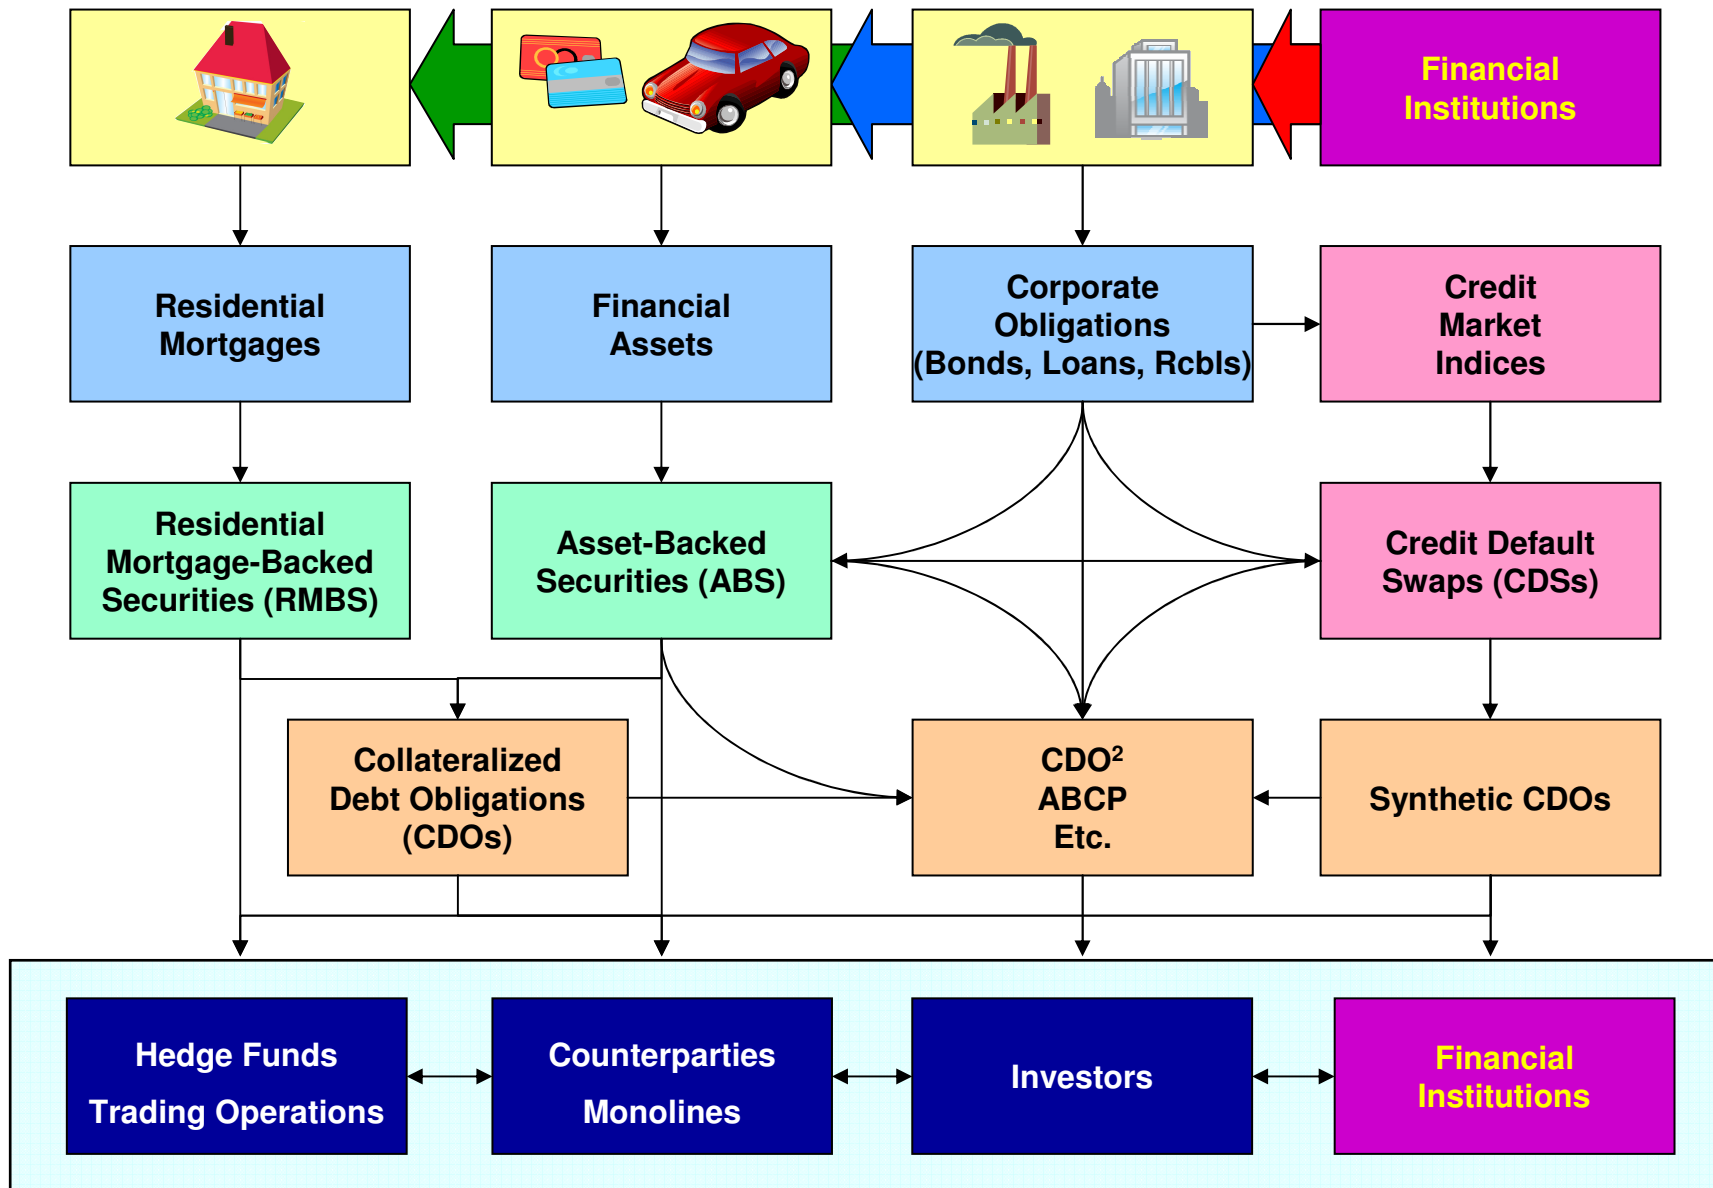 Financial
Institutions
Residential
Mortgages
Financial
Assets
Corporate
Obligations
(Bonds, Loans, Rcbls)
Credit
Market
Indices
Residential
Mortgage-Backed
Securities (RMBS)
Asset-Backed
Securities (ABS)
Credit Default
Swaps (CDSs)
Collateralized
Debt Obligations
(CDOs)
CDO²
ABCP
Etc.
Synthetic CDOs
Hedge Funds
Trading Operations
Counterparties
Monolines
Investors
Financial
Institutions